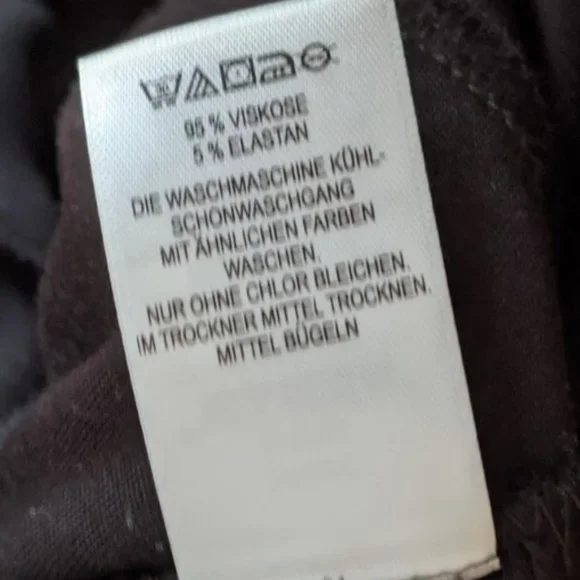 30
95 % VISKOSE
5 % ELASTAN
DIE WASCHMASCHINE KÜHL-
SCHONWASCHGANG
MIT ÄHNLICHEN FARBEN
WASCHEN.
NUR OHNE CHLOR BLEICHEN.
IM TROCKNER MITTEL TROCKNEN.
MITTEL BÜGELN